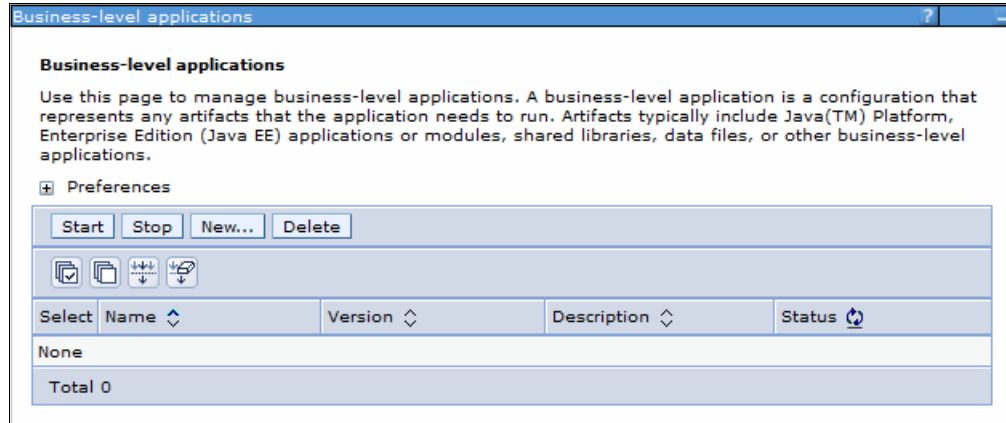 Business-level applications ?
Business-level applications
Use this page to manage business-level applications. A business-level application is a configuration that
represents any artifacts that the application needs to run. Artifacts typically include Java(TM) Platform,
Enterprise Edition (Java EE) applications or modules, shared libraries, data files, or other business-level
applications.
Preferences
Start Stop New... Delete
Select Name Version Description Status
None
Total 0